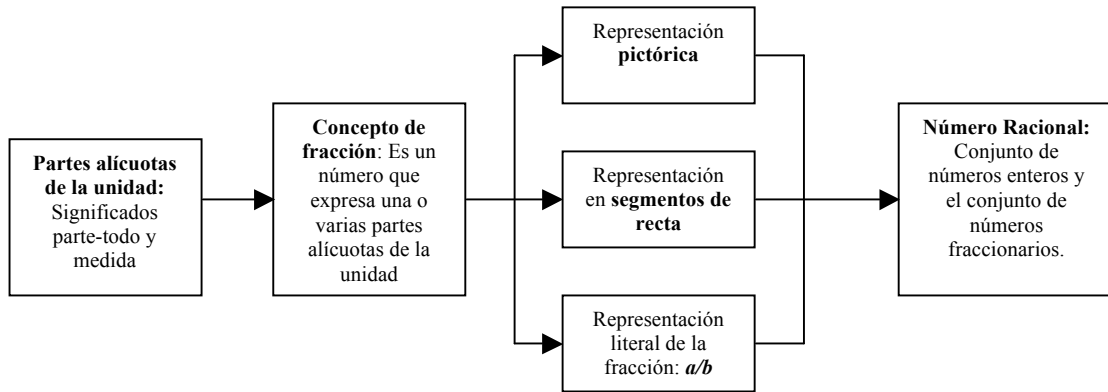 Partes alícuotas
de la unidad:
Significados
parte-todo y
medida
Concepto de
fracción: Es un
número que
expresa una o
varias partes
alícuotas de la
unidad
Representación
pictórica
Representación
en segmentos de
recta
Representación
literal de la
fracción: a/b
Número Racional:
Conjunto de
números enteros y
el conjunto de
números
fraccionarios.